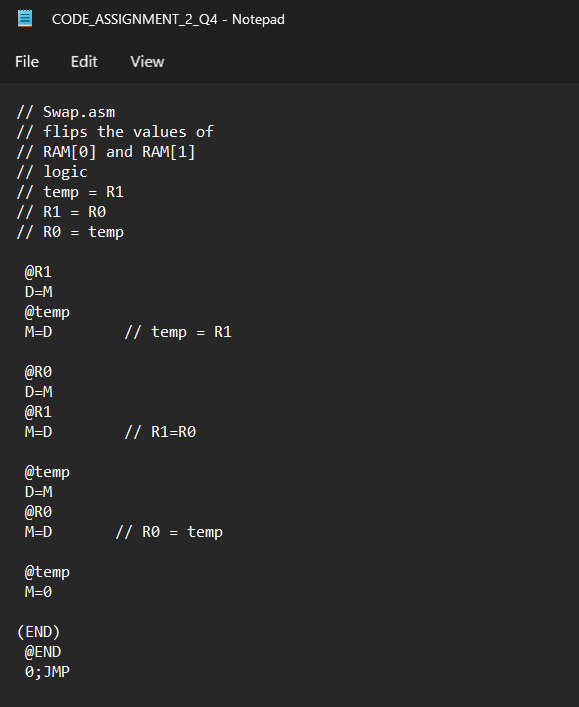 CODE_ASSIGNMENT_2_Q4 - Notepad
File Edit View
// Swap.asm
// flips the values of
// RAM[0] and RAM[1]
// logic
// temp = R1
// R1 = R0
// R0 = temp
@R1
D=M
@temp
M=D // temp = R1
@R0
D=M
@R1
M=D // R1=R0
@temp
D=M
@R0
M=D // R0 = temp
@temp
M=0
(END)
@END
0;JMP